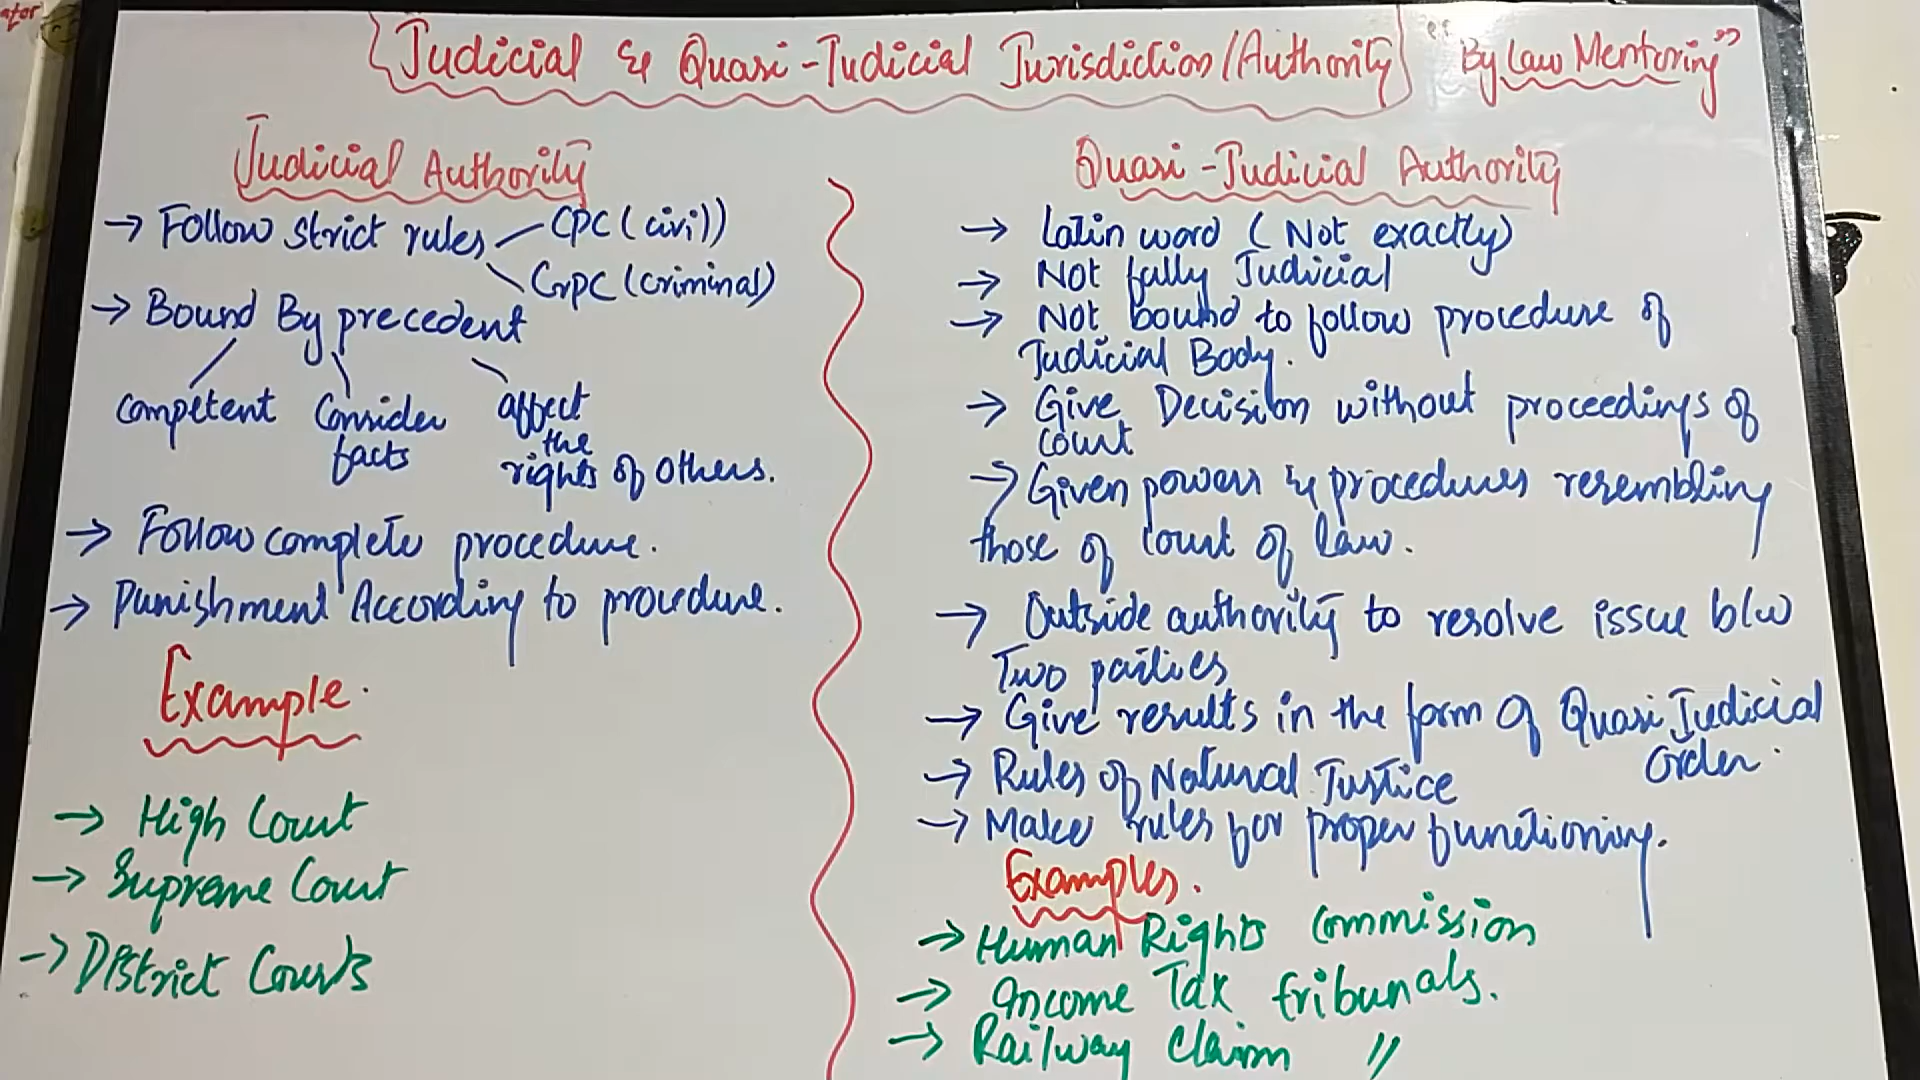 Judicial & Quasi-Judicial Jurisdiction/Authority "By Law Mentoring"
Judicial Authority
→ Follow strict rules
CPC (civil)
CrPC (criminal)
→ Bound By precedent
competent
Consider facts
affect the rights of others.
→ Follow complete procedure.
→ Punishment According to procedure.
Example.
→ High Court
→ Supreme Court
→ District Courts
Quasi-Judicial Authority
→ Latin word (Not exactly)
→ Not fully Judicial
→ Not bound to follow procedure of
Judicial Body.
→ Give Decision without proceedings of
court
→ Given powers & procedures resembling
those of court of law.
→ Outside authority to resolve issue b/w
Two parties
→ Give results in the form of Quasi Judicial
order.
→ Rules of Natural Justice
→ Make rules for proper functioning.
Examples.
→ Human Rights Commission
→ Income Tax tribunals.
→ Railway Claim "